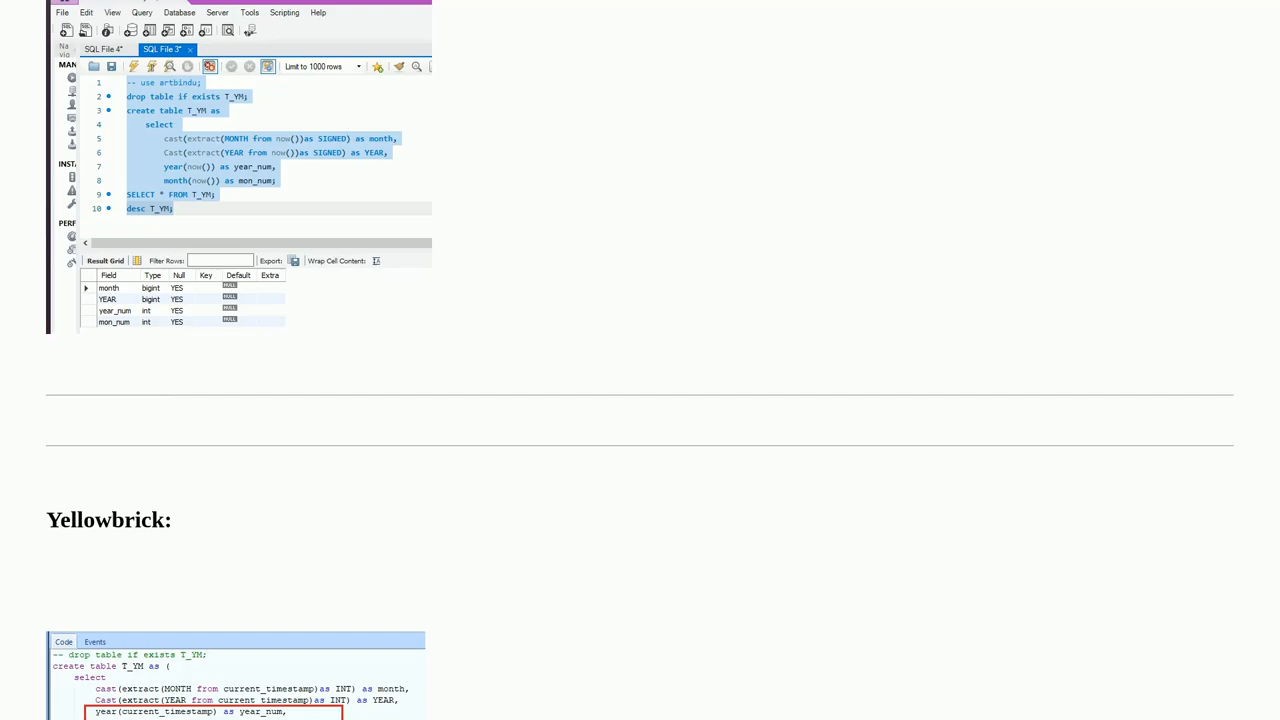 File Edit View Query Database Server Tools Scripting Help
Na
vic
SQL File 4* SQL File 3* ×
Limit to 1000 rows
MAN
INSTA
PERF
1 -- use artbindu;
2 drop table if exists T_YM;
3 create table T_YM as
4 select
5 cast(extract(MONTH from now())as SIGNED) as month,
6 Cast(extract(YEAR from now())as SIGNED) as YEAR,
7 year(now()) as year_num,
8 month(now()) as mon_num;
9 SELECT * FROM T_YM;
10 desc T_YM;
Result Grid Filter Rows: Export: Wrap Cell Content:
Field Type Null Key Default Extra
month bigint YES NULL
YEAR bigint YES NULL
year_num int YES NULL
mon_num int YES NULL
Yellowbrick:
Code Events
-- drop table if exists T_YM;
create table T_YM as (
select
cast(extract(MONTH from current_timestamp)as INT) as month,
Cast(extract(YEAR from current_timestamp)as INT) as YEAR,
year(current_timestamp) as year_num,